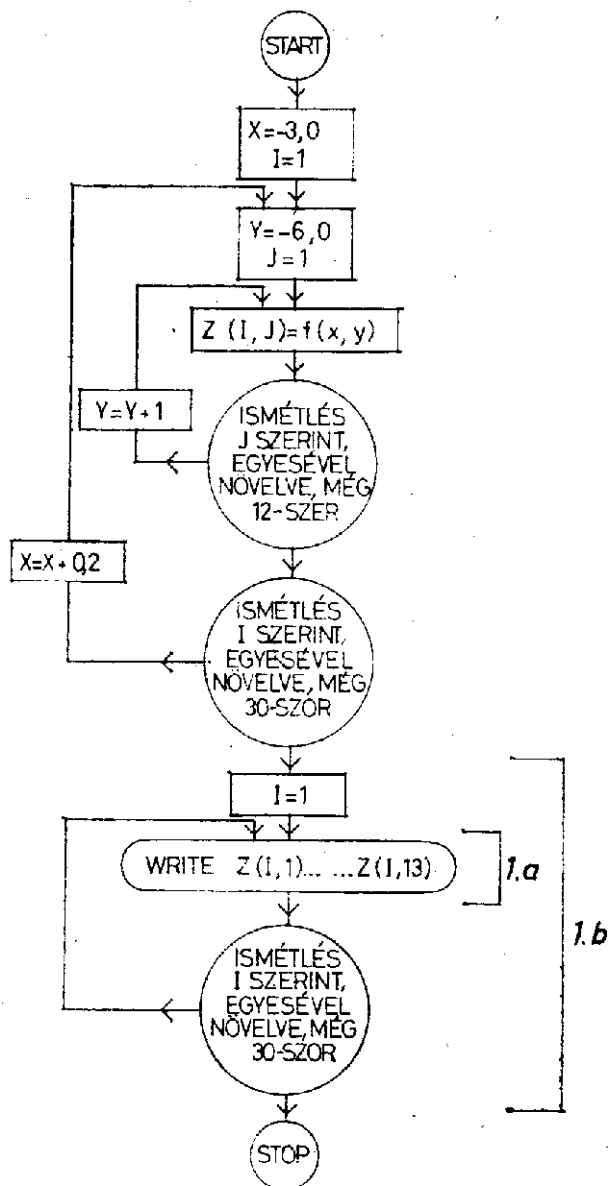 START
X=-3,0
I=1
Y=-6,0
J=1
Z (I,J)=f(x,y)
Y=Y+1
ISMÉTLÉS
J SZERINT,
EGYESÉVEL
NÖVELVE, MÉG
12-SZER
X=X+0,2
ISMÉTLÉS
I SZERINT,
EGYESÉVEL
NÖVELVE, MÉG
30-SZOR
I=1
WRITE Z(I,1)... ...Z(I,13)
1.a
1.b
ISMÉTLÉS
I SZERINT,
EGYESÉVEL
NÖVELVE, MÉG
30-SZOR
STOP